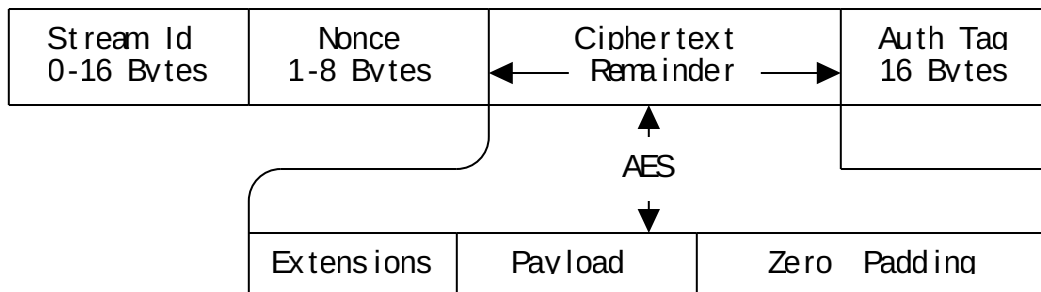 Stream Id
0-16 Bytes
Nonce
1-8 Bytes
Ciphertext
Remainder
Auth Tag
16 Bytes
AES
Extensions
Payload
Zero Padding